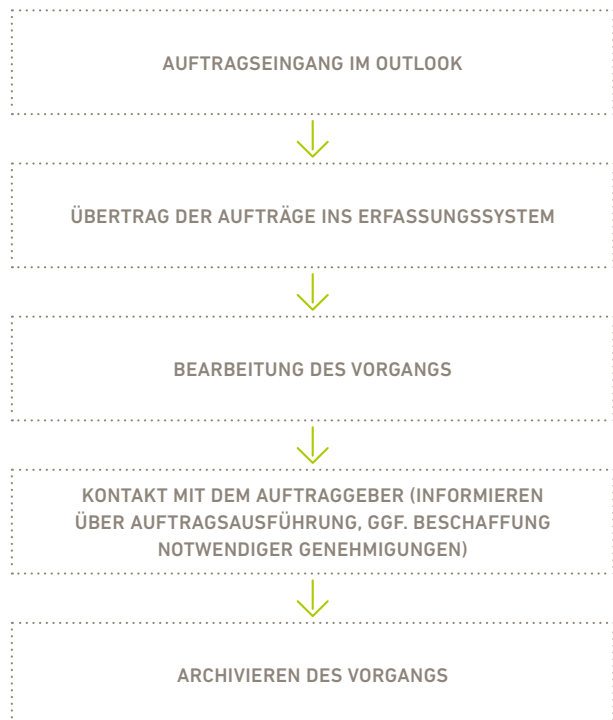 AUFTRAGSEINGANG IM OUTLOOK
ÜBERTRAG DER AUFTRÄGE INS ERFASSUNGSSYSTEM
BEARBEITUNG DES VORGANGS
KONTAKT MIT DEM AUFTRAGGEBER (INFORMIEREN
ÜBER AUFTRAGSAUSFÜHRUNG, GGF. BESCHAFFUNG
NOTWENDIGER GENEHMIGUNGEN)
ARCHIVIEREN DES VORGANGS